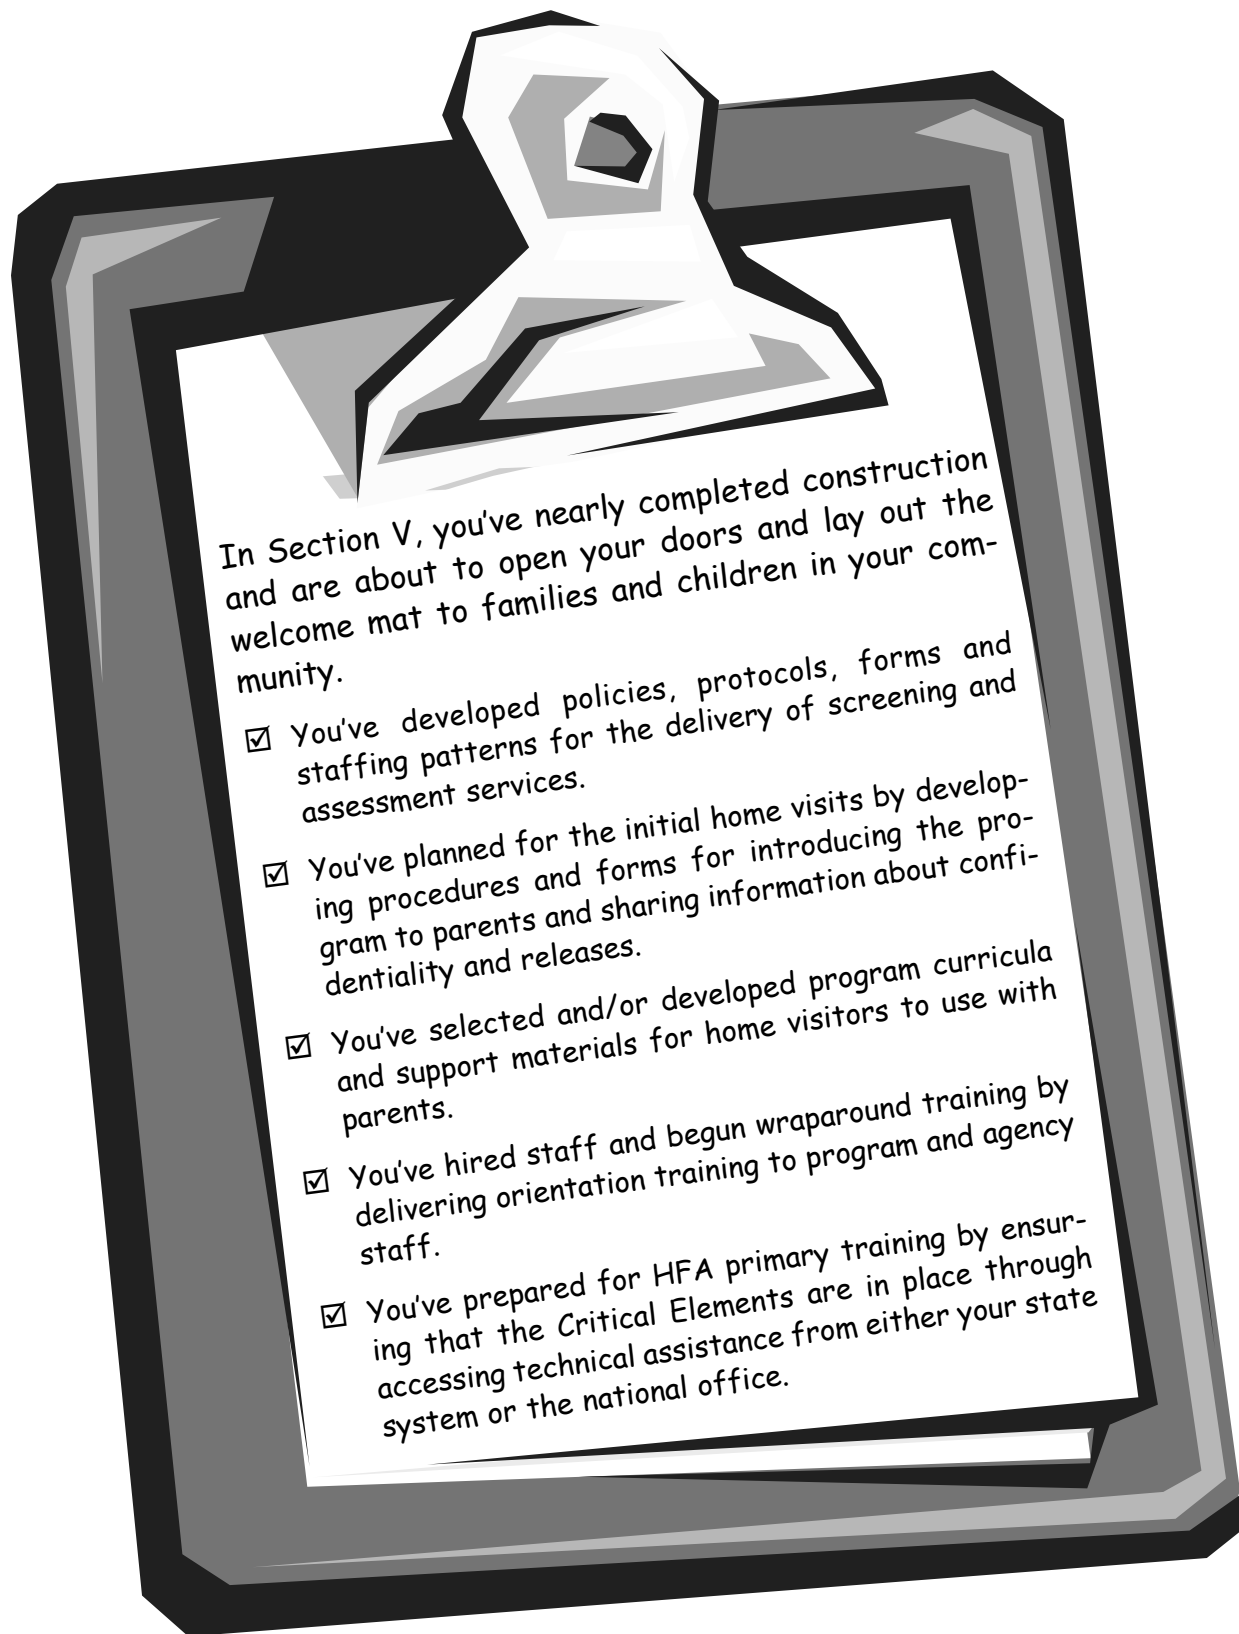 In Section V, you've nearly completed construction
and are about to open your doors and lay out the
welcome mat to families and children in your com-
munity.
☑ You've developed policies, protocols, forms and
staffing patterns for the delivery of screening and
assessment services.
☑ You've planned for the initial home visits by develop-
ing procedures and forms for introducing the pro-
gram to parents and sharing information about confi-
dentiality and releases.
☑ You've selected and/or developed program curricula
and support materials for home visitors to use with
parents.
☑ You've hired staff and begun wraparound training by
delivering orientation training to program and agency
staff.
☑ You've prepared for HFA primary training by ensur-
ing that the Critical Elements are in place through
accessing technical assistance from either your state
system or the national office.